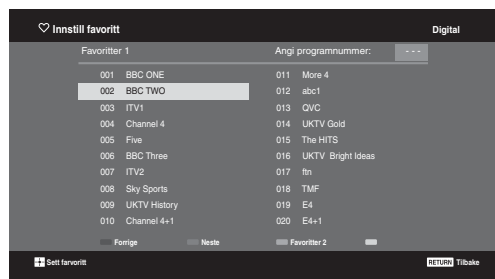 Innstill favoritt Digital
Favoritter 1 Angi programnummer: - - -
001 BBC ONE 011 More 4
002 BBC TWO 012 abc1
003 ITV1 013 QVC
004 Channel 4 014 UKTV Gold
005 Five 015 The HITS
006 BBC Three 016 UKTV Bright Ideas
007 ITV2 017 ftn
008 Sky Sports 018 TMF
009 UKTV History 019 E4
010 Channel 4+1 020 E4+1
Forrige Neste Favoritter 2
Sett favoritt RETURN Tilbake